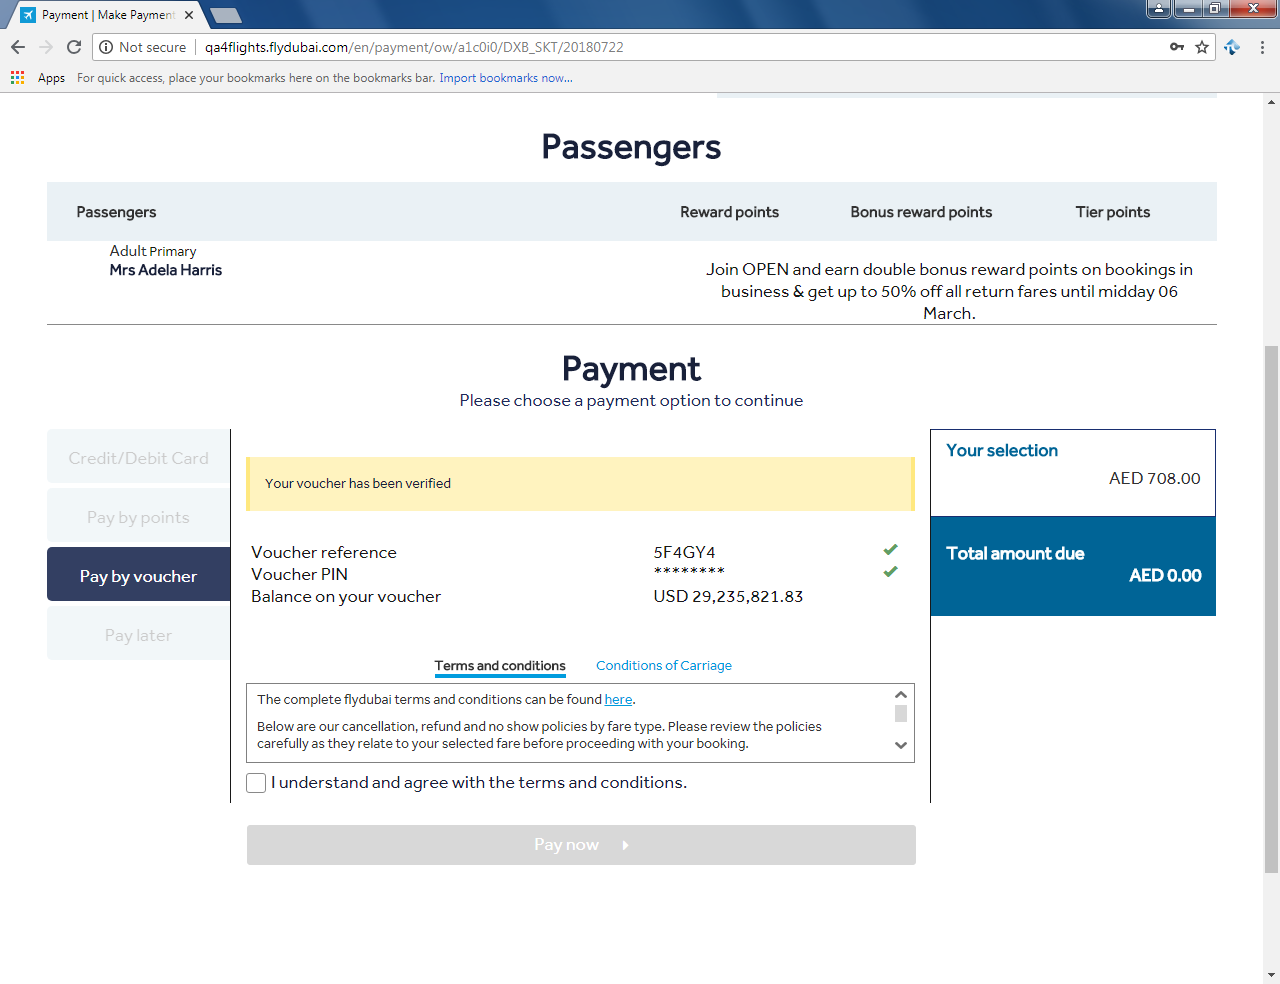 Payment | Make Payment
Not secure
qa4flights.flydubai.com/en/payment/ow/a1c0i0/DXB_SKT/20180722
Apps
For quick access, place your bookmarks here on the bookmarks bar. Import bookmarks now...
Passengers
Passengers
Reward points
Bonus reward points
Tier points
Adult Primary
Mrs Adela Harris
Join OPEN and earn double bonus reward points on bookings in
business & get up to 50% off all return fares until midday 06
March.
Payment
Please choose a payment option to continue
Credit/Debit Card
Pay by points
Pay by voucher
Pay later
Your voucher has been verified
Voucher reference 5F4GY4
Voucher PIN ********
Balance on your voucher USD 29,235,821.83
Terms and conditions
Conditions of Carriage
The complete flydubai terms and conditions can be found here.
Below are our cancellation, refund and no show policies by fare type. Please review the policies
carefully as they relate to your selected fare before proceeding with your booking.
I understand and agree with the terms and conditions.
Pay now
Your selection
AED 708.00
Total amount due
AED 0.00